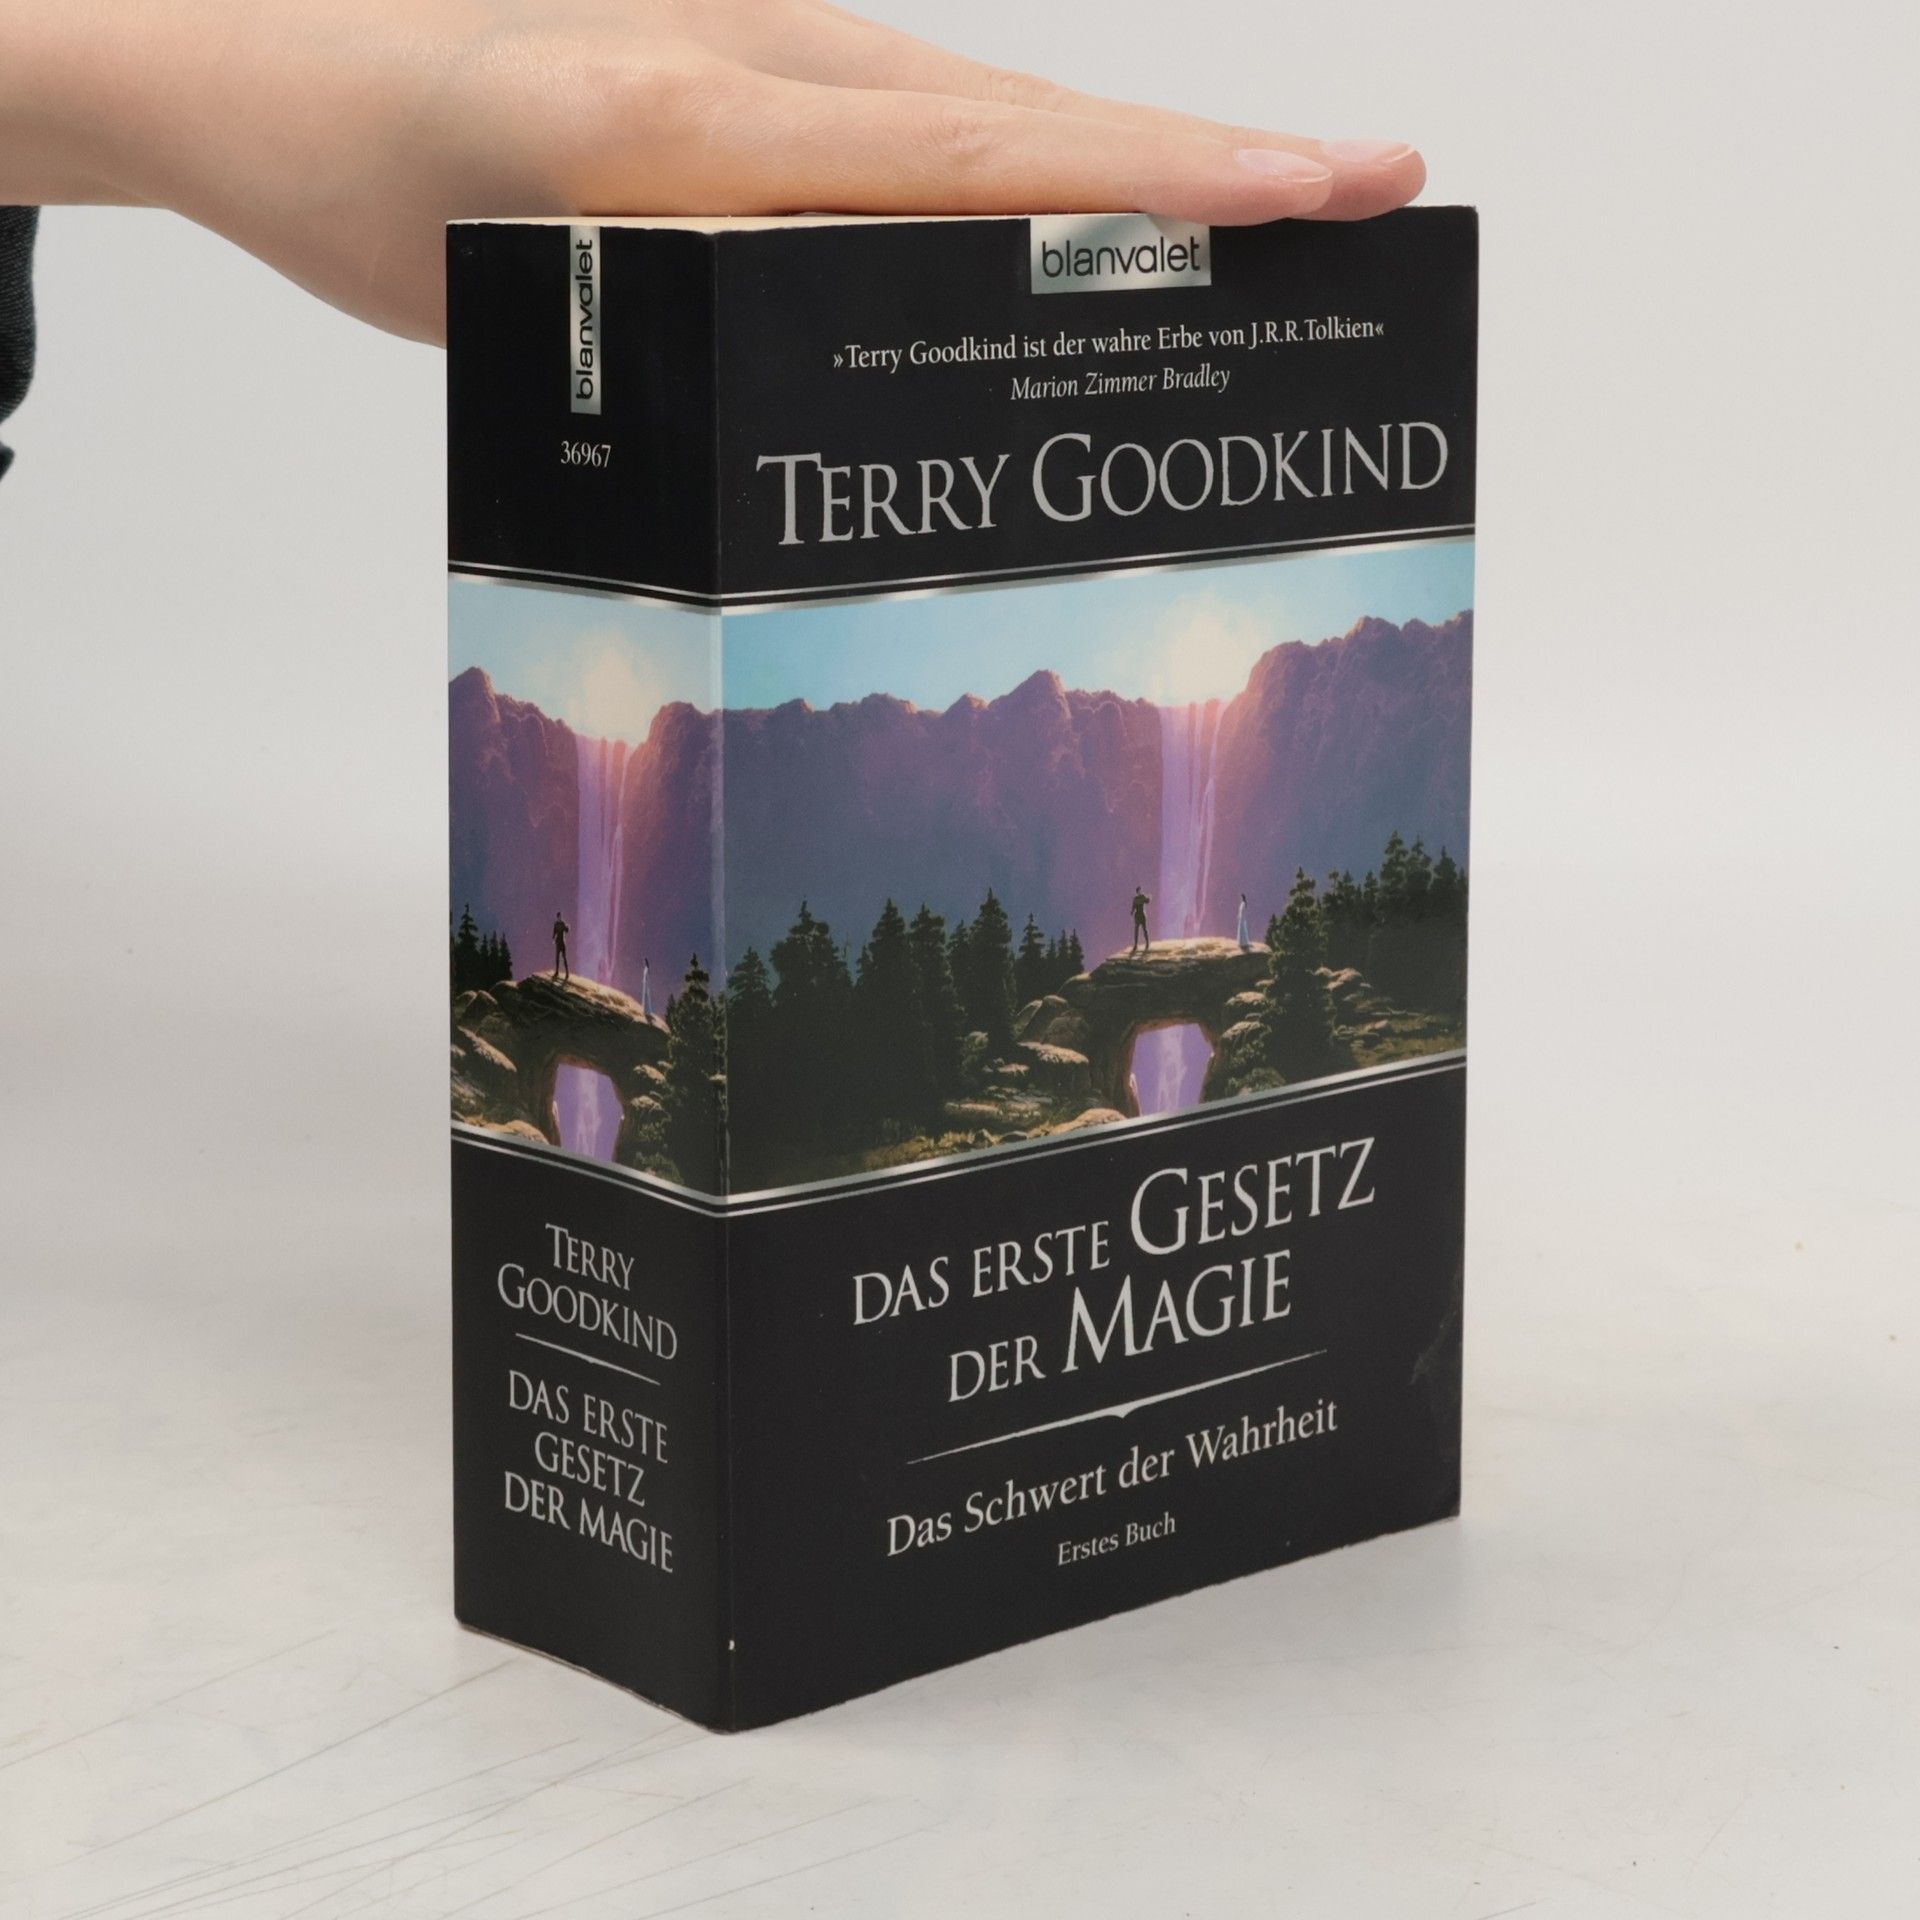 blanvalet
36967
TERRY
GOODKIND
DAS ERSTE
GESETZ
DER MAGIE
blanvalet
»Terry Goodkind ist der wahre Erbe von J.R.R.Tolkien«
Marion Zimmer Bradley
TERRY GOODKIND
DAS ERSTE GESETZ
DER MAGIE
Das Schwert der Wahrheit
Erstes Buch